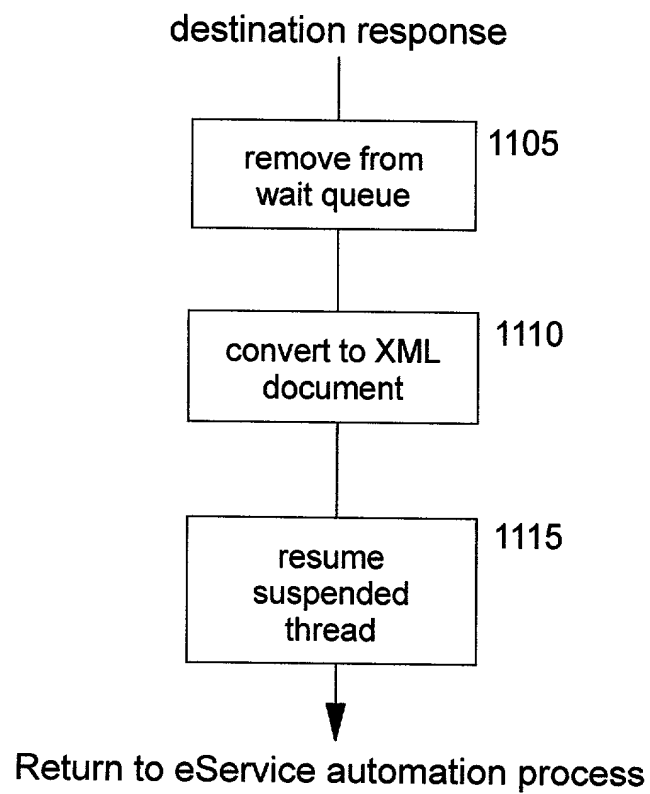 destination response
remove from
wait queue
1105
convert to XML
document
1110
resume
suspended
thread
1115
Return to eService automation process